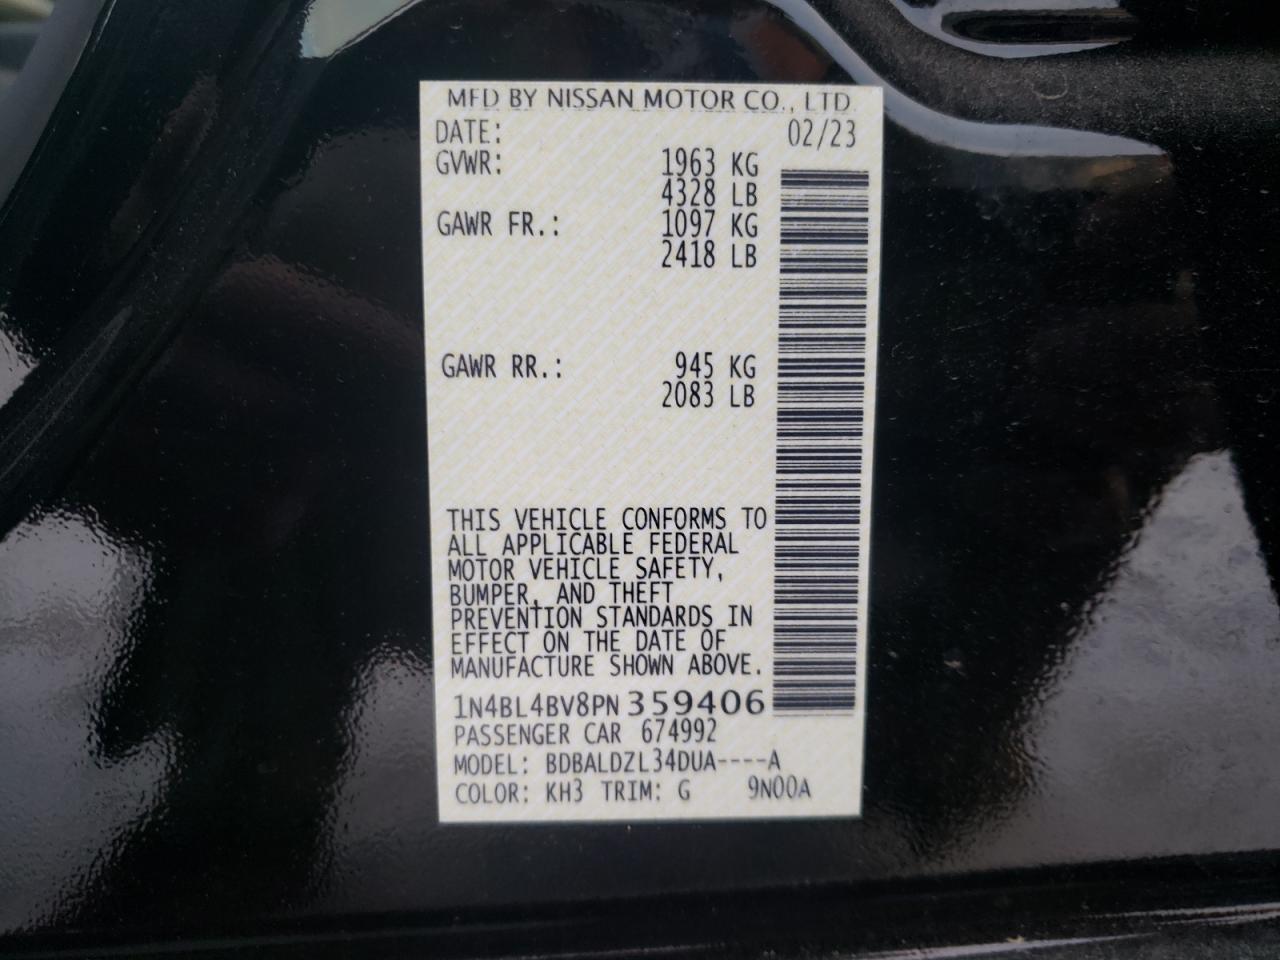 MFD BY NISSAN MOTOR CO., LTD.
DATE: 02/23
GVWR: 1963 KG
4328 LB
GAWR FR.: 1097 KG
2418 LB
GAWR RR.: 945 KG
2083 LB
THIS VEHICLE CONFORMS TO
ALL APPLICABLE FEDERAL
MOTOR VEHICLE SAFETY,
BUMPER, AND THEFT
PREVENTION STANDARDS IN
EFFECT ON THE DATE OF
MANUFACTURE SHOWN ABOVE.
1N4BL4BV8PN359406
PASSENGER CAR 674992
MODEL: BDBALDZL34DUA----A
COLOR: KH3 TRIM: G 9N00A